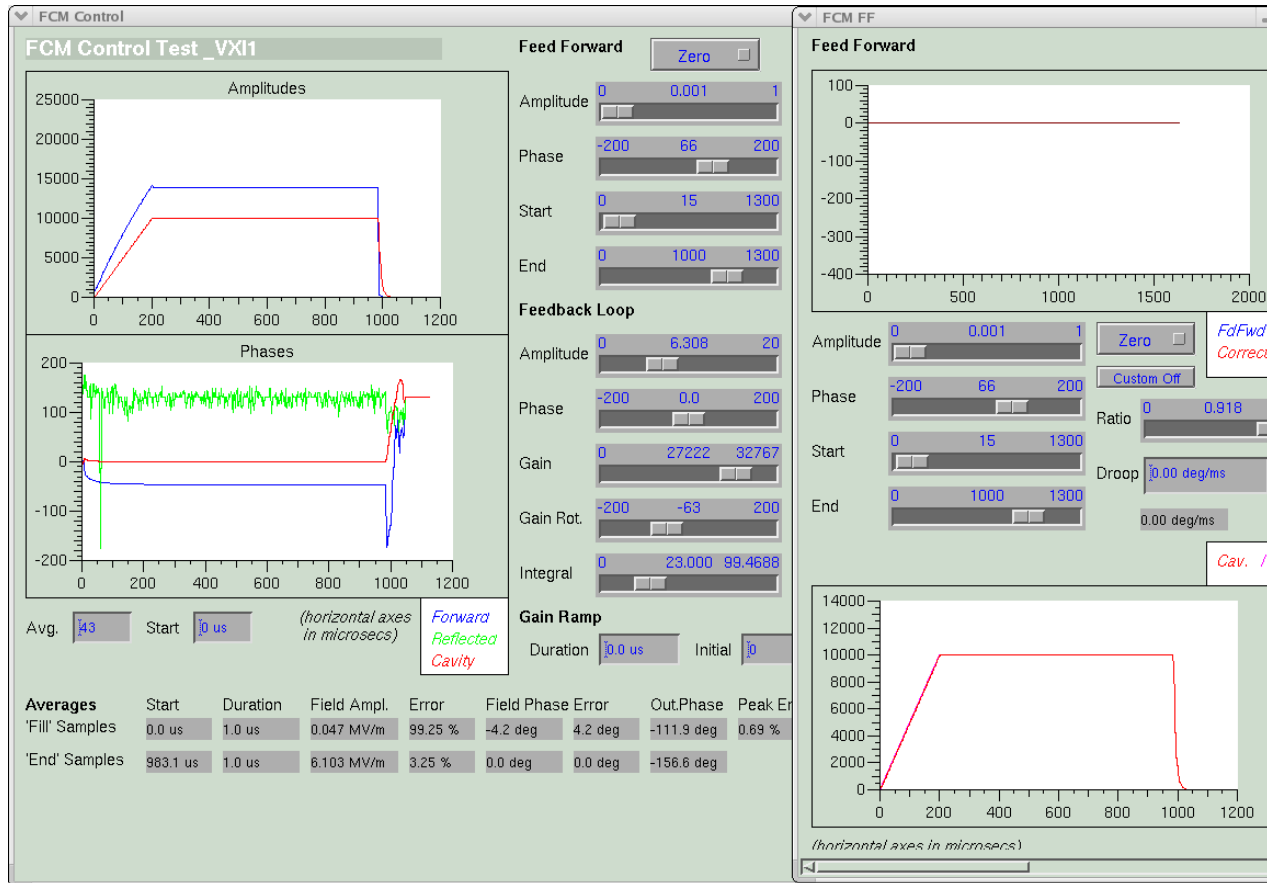 FCM Control
FCM Control Test _VXI1
Amplitudes
25000
20000
15000
10000
5000
0
0 200 400 600 800 1000 1200
Phases
200
100
0
-100
-200
0 200 400 600 800 1000 1200
Avg. 43 Start 0 us
(horizontal axes
in microsecs)
Forward
Reflected
Cavity
Feed Forward Zero
Amplitude 0 0.001 1
Phase -200 66 200
Start 0 15 1300
End 0 1000 1300
Feedback Loop
Amplitude 0 6.308 20
Phase -200 0.0 200
Gain 0 27222 32767
Gain Rot. -200 -63 200
Integral 0 23.000 99.4688
Gain Ramp
Duration 0.0 us Initial 0
Averages Start Duration Field Ampl. Error Field Phase Error Out.Phase Peak Er
'Fill' Samples 0.0 us 1.0 us 0.047 MV/m 99.25 % -4.2 deg 4.2 deg -111.9 deg 0.69 %
'End' Samples 983.1 us 1.0 us 6.103 MV/m 3.25 % 0.0 deg 0.0 deg -156.6 deg
FCM FF
Feed Forward
100
0
-100
-200
-300
-400
0 500 1000 1500 2000
Amplitude 0 0.001 1
Phase -200 66 200
Start 0 15 1300
End 0 1000 1300
Zero
Custom Off
FdFwd
Correct
Ratio 0 0.918
Droop 0.00 deg/ms
0.00 deg/ms
Cav. /
14000
12000
10000
8000
6000
4000
2000
0
0 200 400 600 800 1000 1200
(horizontal axes in microsecs)